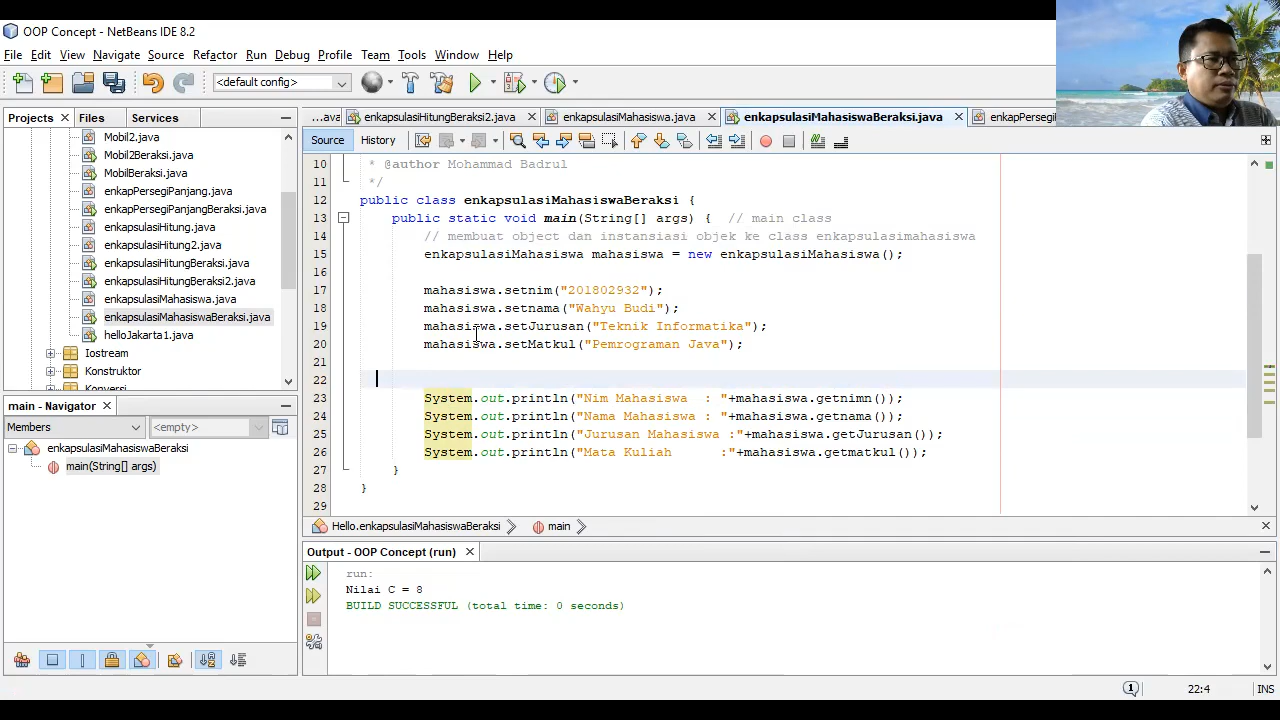 OOP Concept - NetBeans IDE 8.2
File Edit View Navigate Source Refactor Run Debug Profile Team Tools Window Help
<default config>
Projects Files Services
...ava enkapsulasiHitungBeraksi2.java enkapsulasiMahasiswa.java enkapsulasiMahasiswaBeraksi.java enkapPersegi
Source History
Mobil2.java
Mobil2Beraksi.java
MobilBeraksi.java
enkapPersegiPanjang.java
enkapPersegiPanjangBeraksi.java
enkapsulasiHitung.java
enkapsulasiHitung2.java
enkapsulasiHitungBeraksi.java
enkapsulasiHitungBeraksi2.java
enkapsulasiMahasiswa.java
enkapsulasiMahasiswaBeraksi.java
helloJakarta1.java
Iostream
Konstruktor
Konversi
10 * @author Mohammad Badrul
11 */
12 public class enkapsulasiMahasiswaBeraksi {
13 public static void main(String[] args) { // main class
14 // membuat object dan instansiasi objek ke class enkapsulasimahasiswa
15 enkapsulasiMahasiswa mahasiswa = new enkapsulasiMahasiswa();
16
17 mahasiswa.setnim("201802932");
18 mahasiswa.setnama("Wahyu Budi");
19 mahasiswa.setJurusan("Teknik Informatika");
20 mahasiswa.setMatkul("Pemrograman Java");
21
22
23 System.out.println("Nim Mahasiswa  : "+mahasiswa.getnimn());
24 System.out.println("Nama Mahasiswa : "+mahasiswa.getnama());
25 System.out.println("Jurusan Mahasiswa :"+mahasiswa.getJurusan());
26 System.out.println("Mata Kuliah      :"+mahasiswa.getmatkul());
27 }
28 }
29
Hello.enkapsulasiMahasiswaBeraksi main
main - Navigator
Members <empty>
enkapsulasiMahasiswaBeraksi
main(String[] args)
Output - OOP Concept (run)
run:
Nilai C = 8
BUILD SUCCESSFUL (total time: 0 seconds)
1 22:4 INS